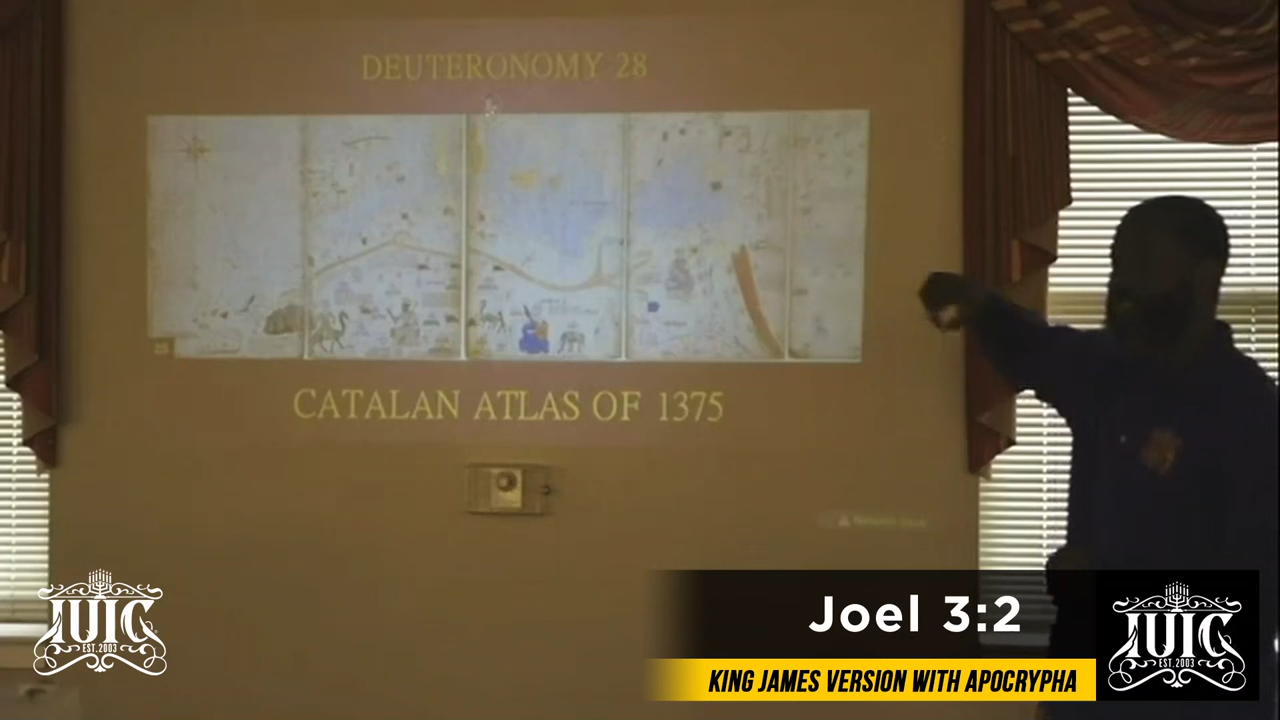 DEUTERONOMY 28
CATALAN ATLAS OF 1375
IUIC
EST. 2003
Joel 3:2
KING JAMES VERSION WITH APOCRYPHA
IUIC
EST. 2003